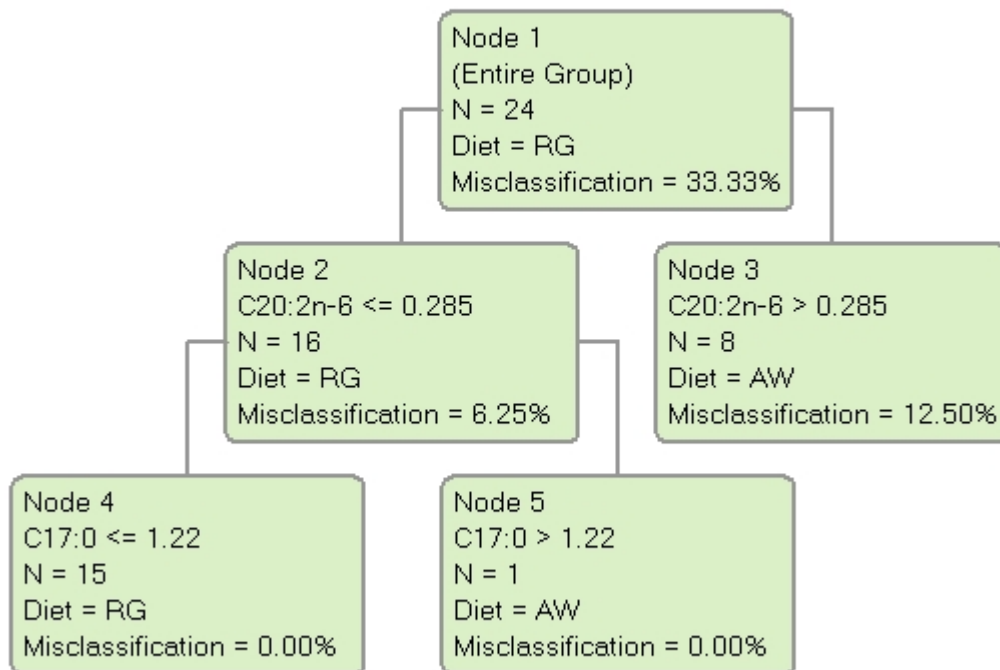 Node 1
(Entire Group)
N = 24
Diet = RG
Misclassification = 33.33%
Node 2
C20:2n-6 <= 0.285
N = 16
Diet = RG
Misclassification = 6.25%
Node 3
C20:2n-6 > 0.285
N = 8
Diet = AW
Misclassification = 12.50%
Node 4
C17:0 <= 1.22
N = 15
Diet = RG
Misclassification = 0.00%
Node 5
C17:0 > 1.22
N = 1
Diet = AW
Misclassification = 0.00%